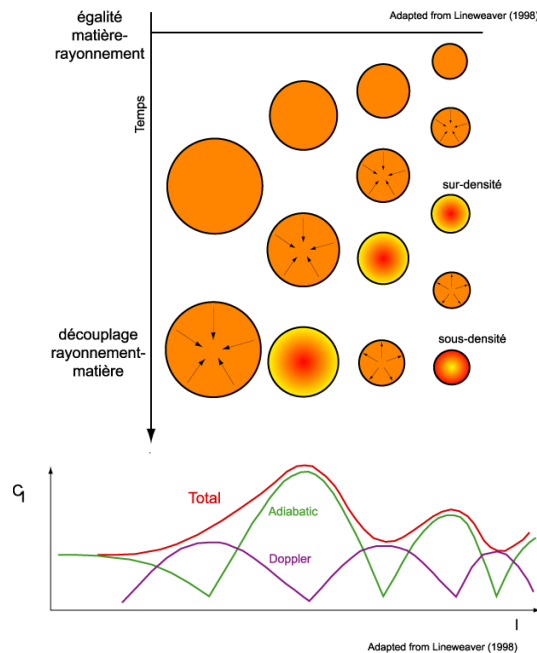 égalité
matière-
rayonnement
Adapted from Lineweaver (1998)
Temps
sur-densité
découplage
rayonnement-
matière
sous-densité
Cl
Total
Adiabatic
Doppler
l
Adapted from Lineweaver (1998)